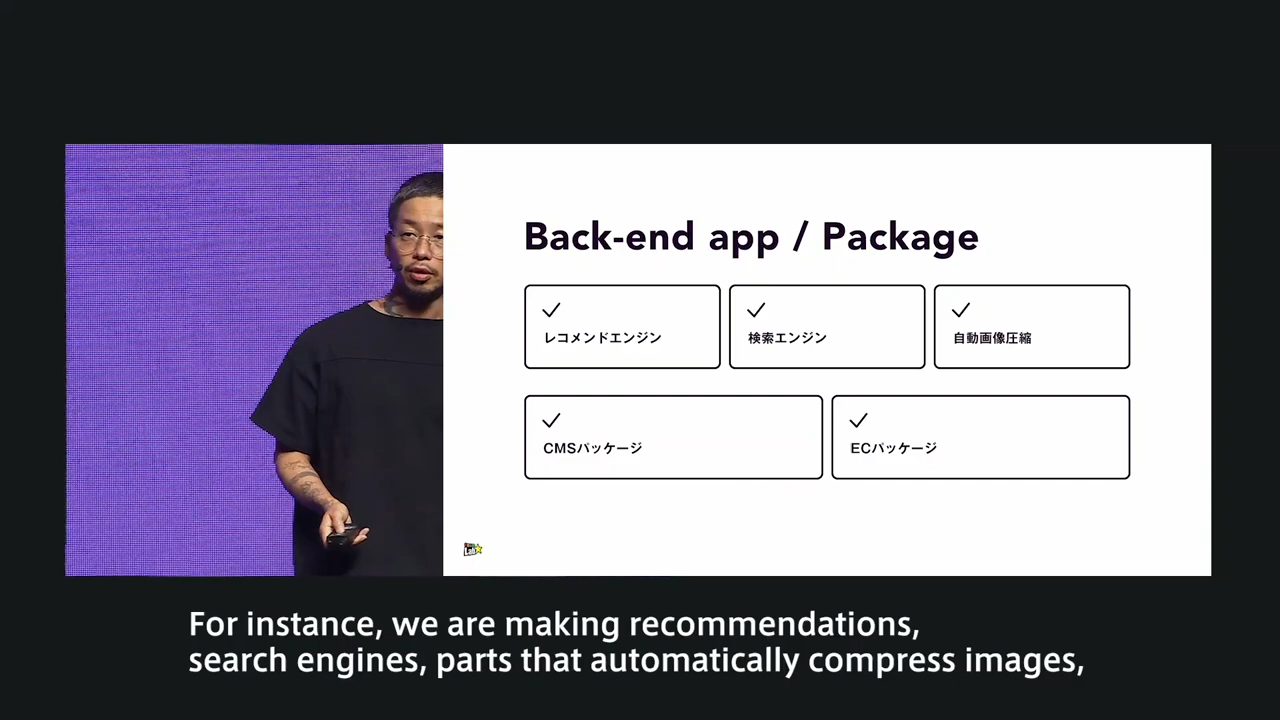 Back-end app / Package
レコメンドエンジン
検索エンジン
自動画像圧縮
CMSパッケージ
ECパッケージ
Lab
For instance, we are making recommendations,
search engines, parts that automatically compress images,